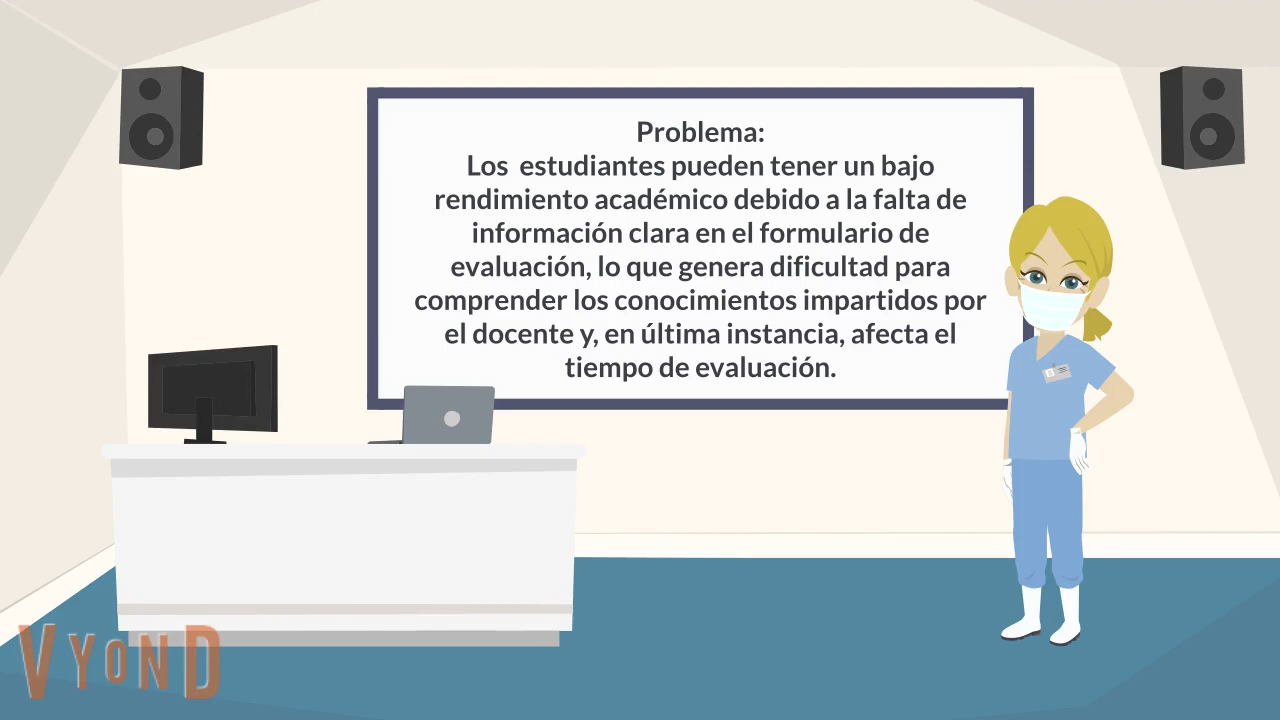 Problema:
Los estudiantes pueden tener un bajo
rendimiento académico debido a la falta de
información clara en el formulario de
evaluación, lo que genera dificultad para
comprender los conocimientos impartidos por
el docente y, en última instancia, afecta el
tiempo de evaluación.
VYOND